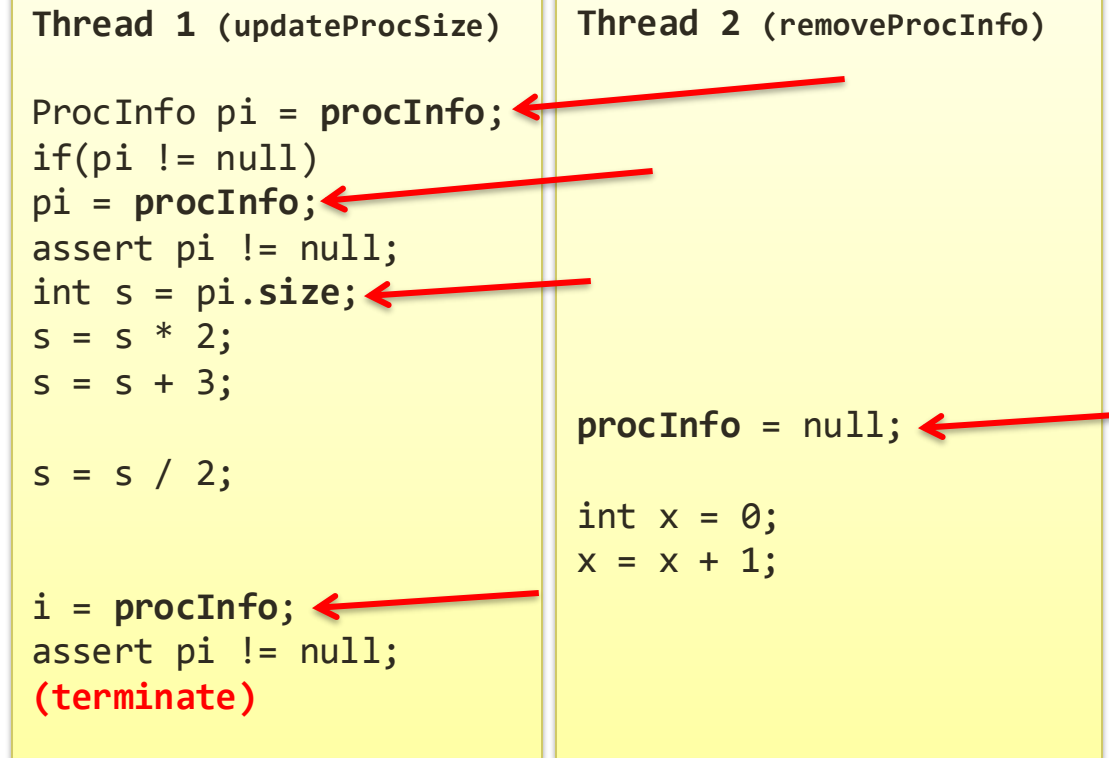 Thread 1 (updateProcSize)
ProcInfo pi = procInfo;
if(pi != null)
pi = procInfo;
assert pi != null;
int s = pi.size;
s = s * 2;
s = s + 3;
s = s / 2;
i = procInfo;
assert pi != null;
(terminate)
Thread 2 (removeProcInfo)
procInfo = null;
int x = 0;
x = x + 1;